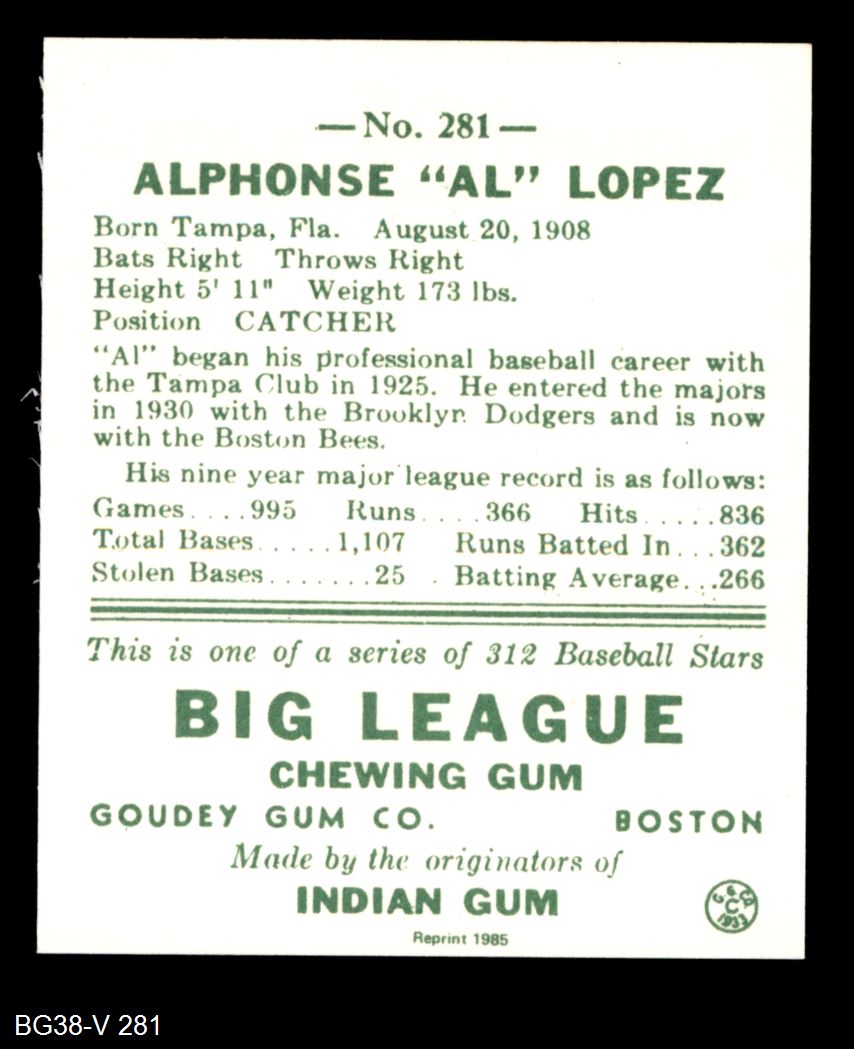 —No. 281—
ALPHONSE “AL” LOPEZ
Born Tampa, Fla. August 20, 1908
Bats Right Throws Right
Height 5' 11" Weight 173 lbs.
Position CATCHER
“Al” began his professional baseball career with
the Tampa Club in 1925. He entered the majors
in 1930 with the Brooklyn Dodgers and is now
with the Boston Bees.
His nine year major league record is as follows:
Games....995 Runs....366 Hits.....836
Total Bases.....1,107 Runs Batted In...362
Stolen Bases.......25 Batting Average...266
This is one of a series of 312 Baseball Stars
BIG LEAGUE
CHEWING GUM
GOUDEY GUM CO. BOSTON
Made by the originators of
INDIAN GUM
G. G. CO.
C
1933
Reprint 1985
BG38-V 281